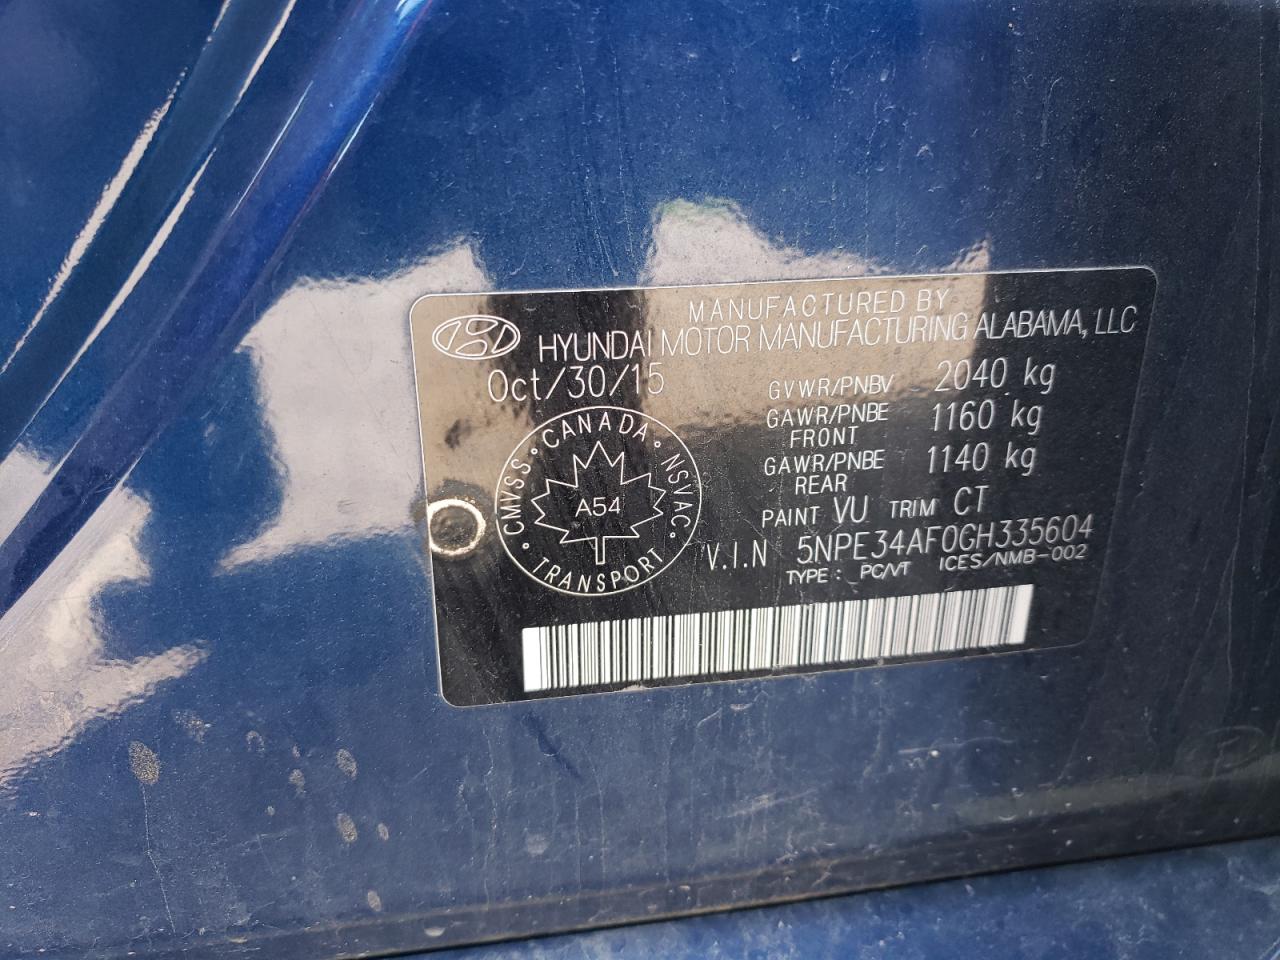 MANUFACTURED BY
HYUNDAI MOTOR MANUFACTURING ALABAMA, LLC
Oct/30/15
GVWR/PNBV 2040 kg
GAWR/PNBE 1160 kg
FRONT
GAWR/PNBE 1140 kg
REAR
PAINT VU TRIM CT
V.I.N 5NPE34AF0GH335604
TYPE : PC/VT ICES/NMB-002
CMVSS • CANADA • NSVAC • TRANSPORT •
A54